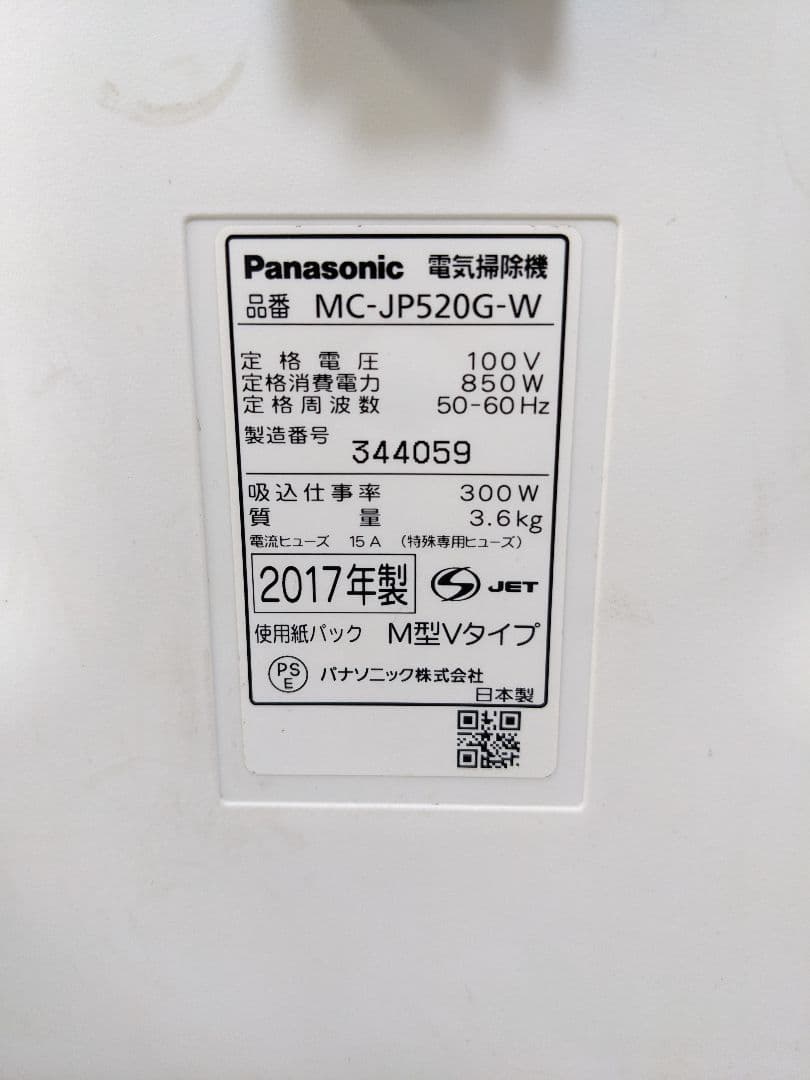 Panasonic 電気掃除機
品番 MC-JP520G-W
定格電圧 100V
定格消費電力 850W
定格周波数 50-60Hz
製造番号 344059
吸込仕事率 300W
質量 3.6kg
電流ヒューズ 15A (特殊専用ヒューズ)
2017年製 S JET
使用紙パック M型Vタイプ
PSE パナソニック株式会社
日本製